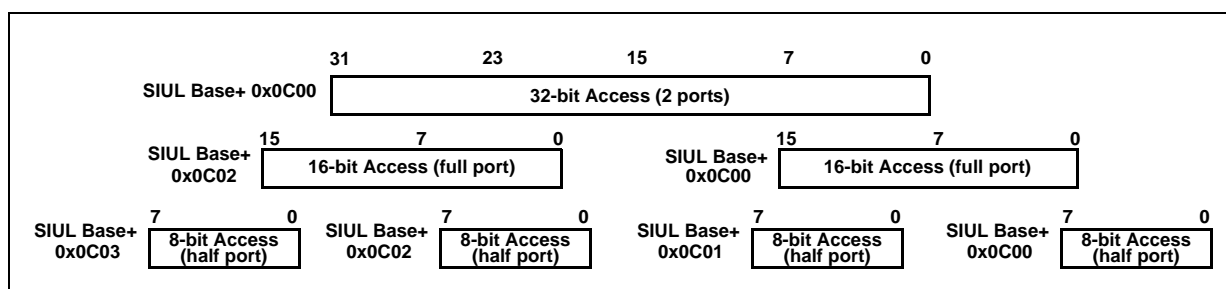 31 23 15 7 0
SIUL Base+ 0x0C00
32-bit Access (2 ports)
15 7 0 15 7 0
SIUL Base+
0x0C02
16-bit Access (full port)
SIUL Base+
0x0C00
16-bit Access (full port)
7 0 7 0 7 0 7 0
SIUL Base+
0x0C03
8-bit Access
(half port)
SIUL Base+
0x0C02
8-bit Access
(half port)
SIUL Base+
0x0C01
8-bit Access
(half port)
SIUL Base+
0x0C00
8-bit Access
(half port)